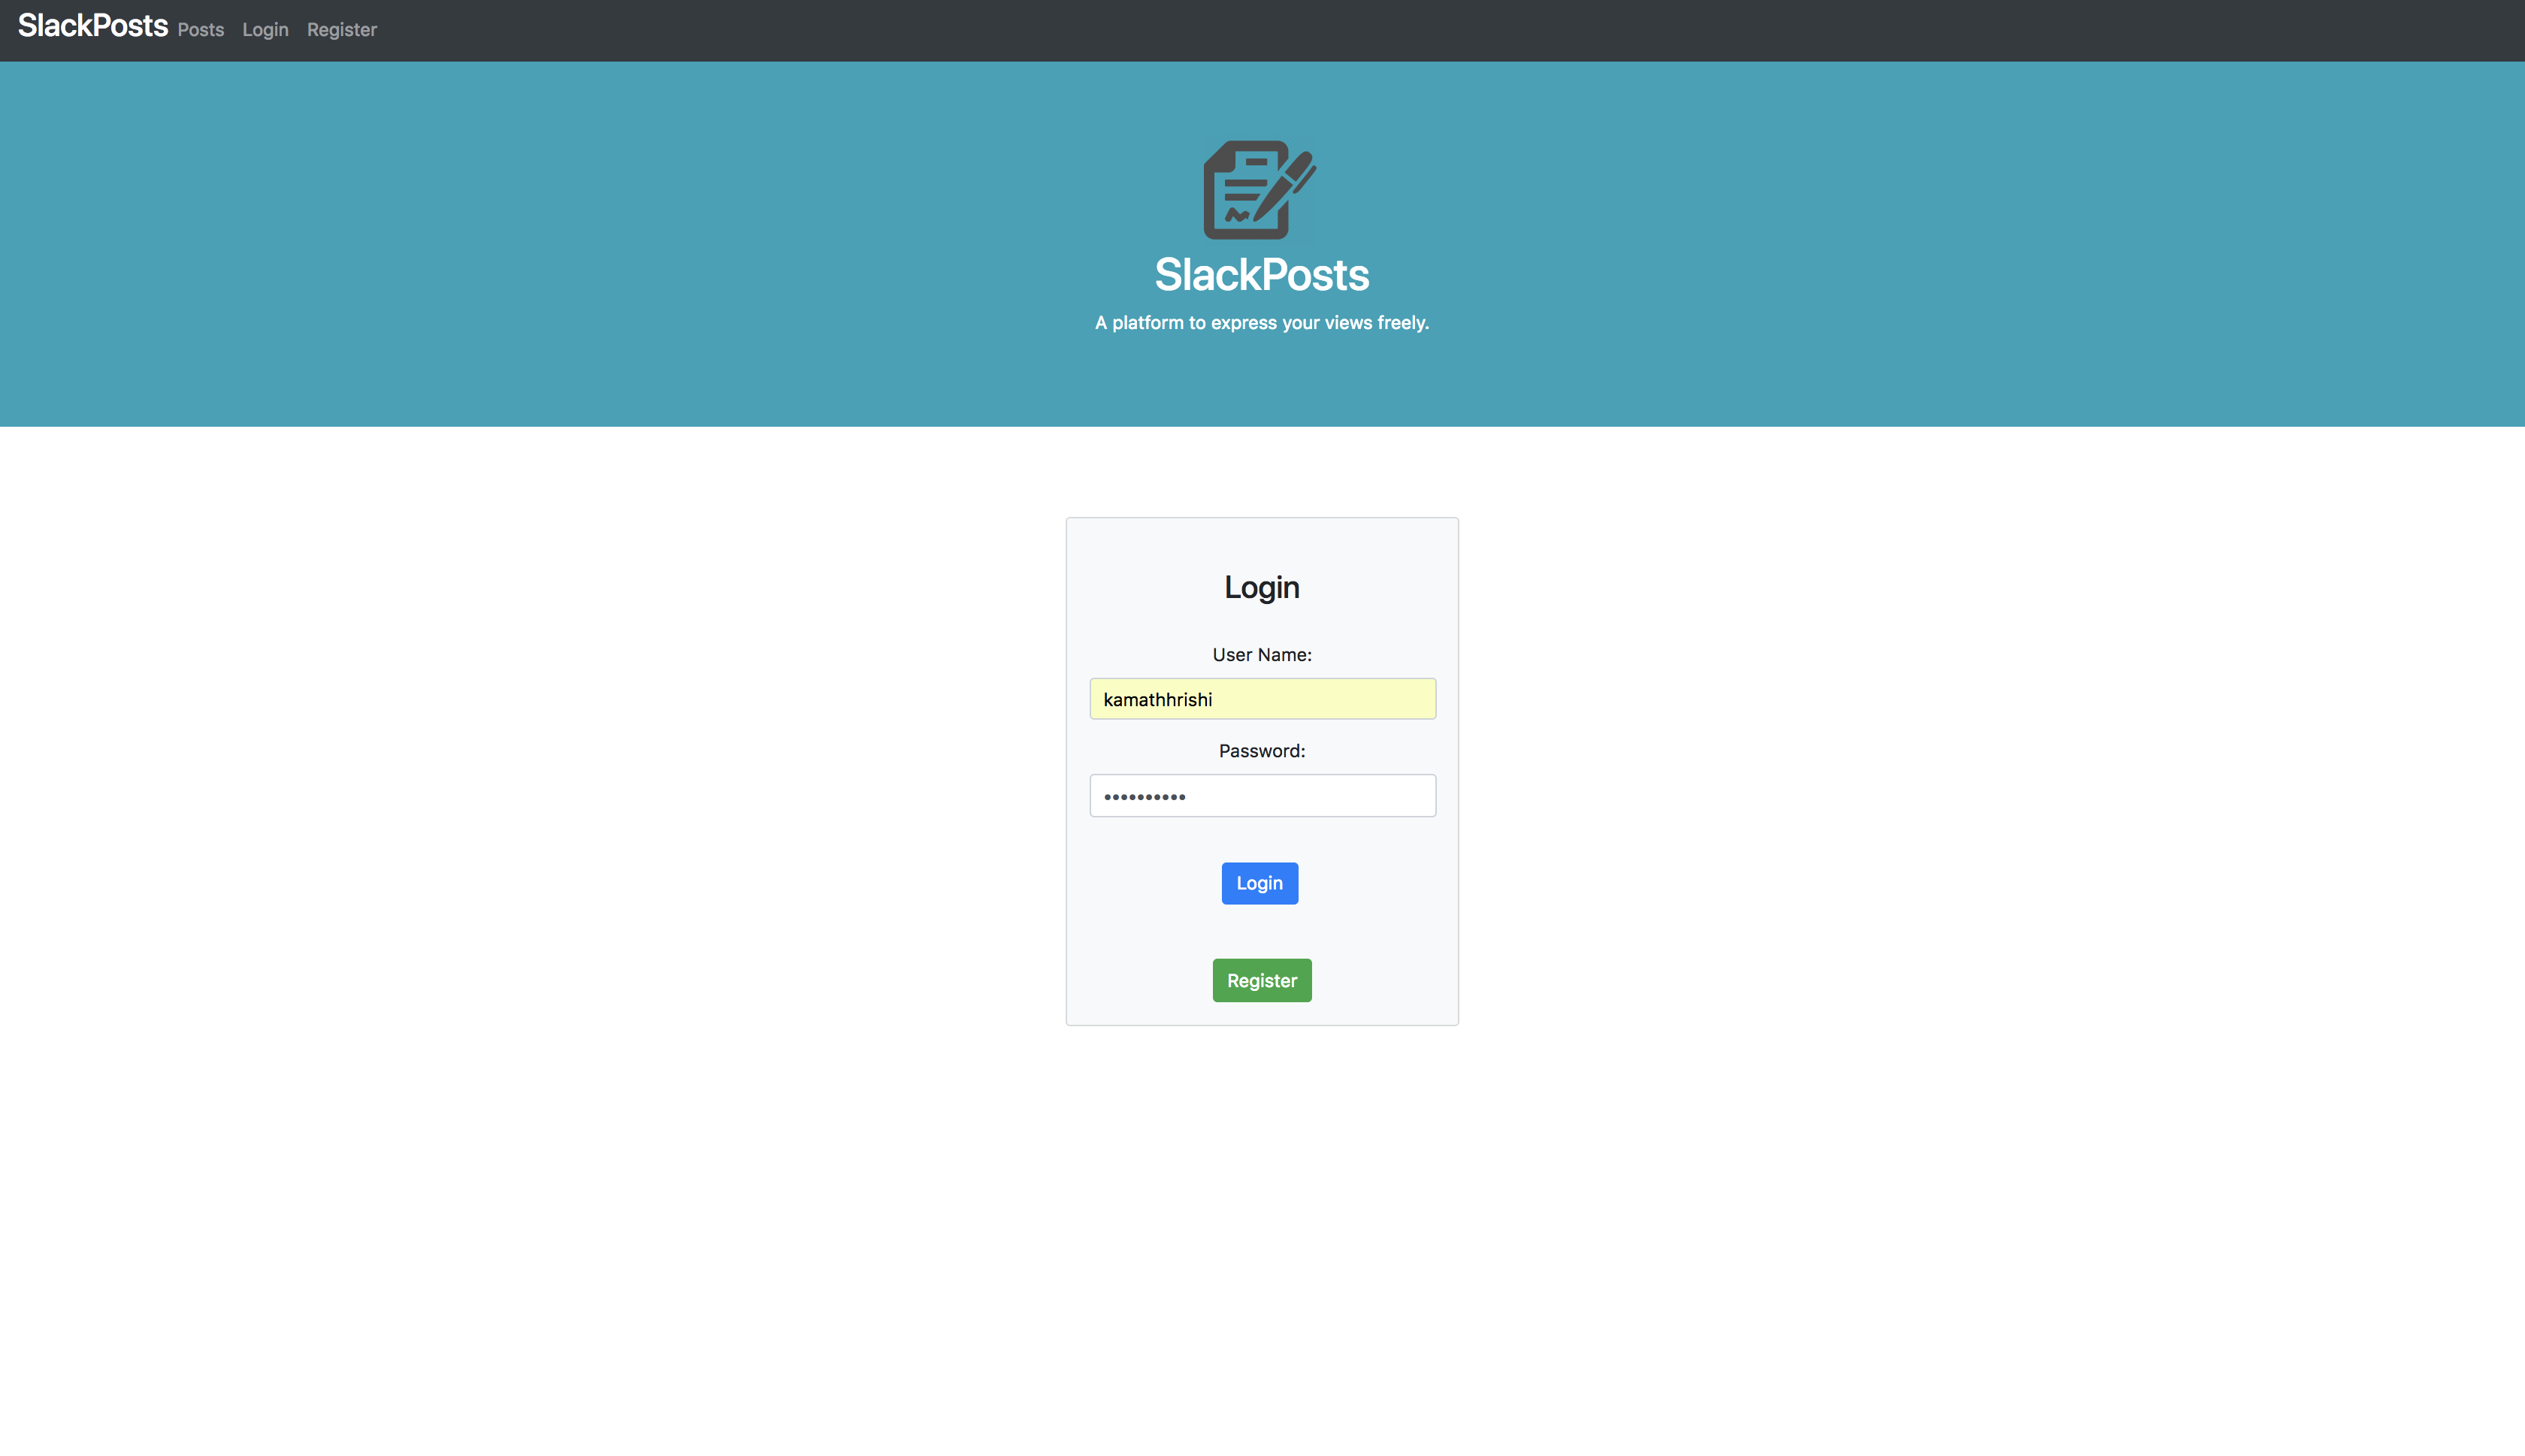 SlackPosts Posts Login Register
SlackPosts
A platform to express your views freely.
Login
User Name:
kamathhrishi
Password:
••••••••••
Login
Register